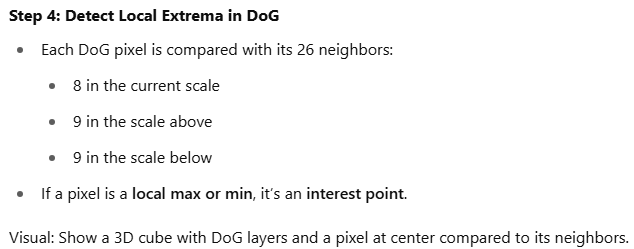 Step 4: Detect Local Extrema in DoG
Each DoG pixel is compared with its 26 neighbors:
8 in the current scale
9 in the scale above
9 in the scale below
If a pixel is a local max or min, it's an interest point.
Visual: Show a 3D cube with DoG layers and a pixel at center compared to its neighbors.